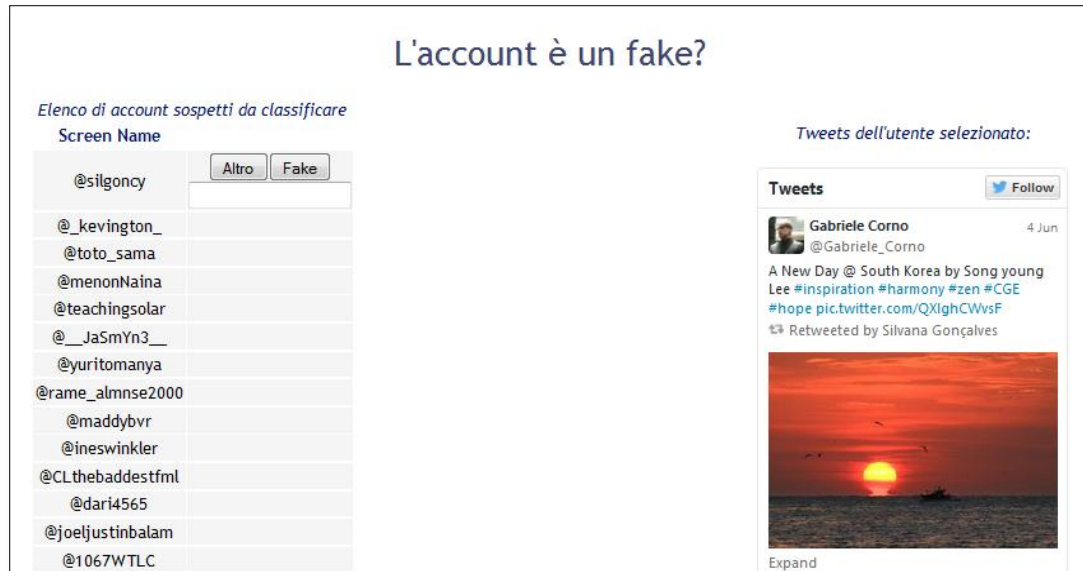 L'account è un fake?
Elenco di account sospetti da classificare
Screen Name
@silgoncy
Altro
Fake
@_kevington_
@toto_sama
@menonNaina
@teachingsolar
@__JaSmYn3__
@yuritomanya
@rame_almnse2000
@maddybvr
@ineswinkler
@CLthebaddestfml
@dari4565
@joeljustinbalam
@1067WTLC
Tweets dell'utente selezionato:
Tweets
Follow
Gabriele Corno
4 Jun
@Gabriele_Corno
A New Day @ South Korea by Song young
Lee #inspiration #harmony #zen #CGE
#hope pic.twitter.com/QXlghCWvsF
Retweeted by Silvana Gonçalves
Expand